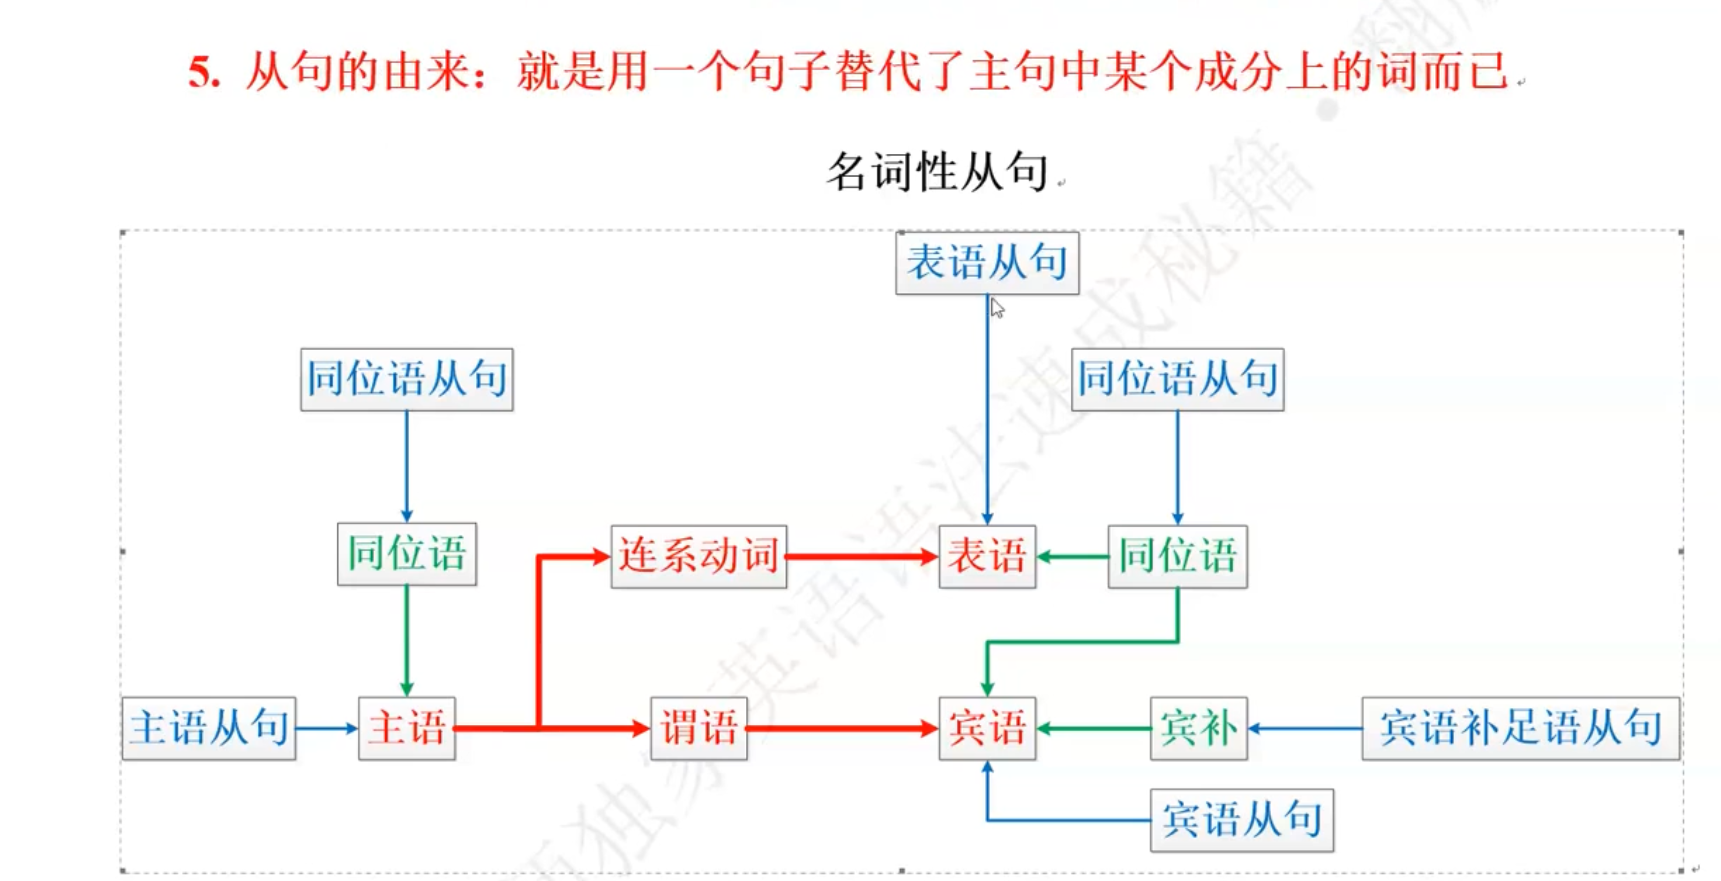 5. 从句的由来：就是用一个句子替代了主句中某个成分上的词而已
名词性从句
表语从句
同位语从句
同位语从句
同位语
连系动词
表语
同位语
主语从句
主语
谓语
宾语
宾补
宾语补足语从句
宾语从句
独家英语语法速成秘籍·翻